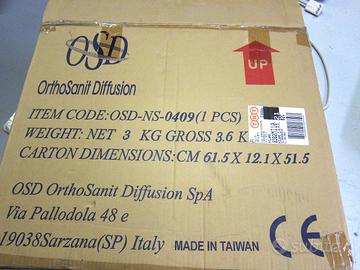 OSD
UP
OrthoSanit Diffusion
ITEM CODE:OSD-NS-0409(1 PCS)
WEIGHT: NET 3 KG GROSS 3.6 K
CARTON DIMENSIONS:CM 61.5 X 12.1 X 51.5
OSD OrthoSanit Diffusion SpA
Via Pallodola 48 e
19038Sarzana(SP) Italy MADE IN TAIWAN CE
subito